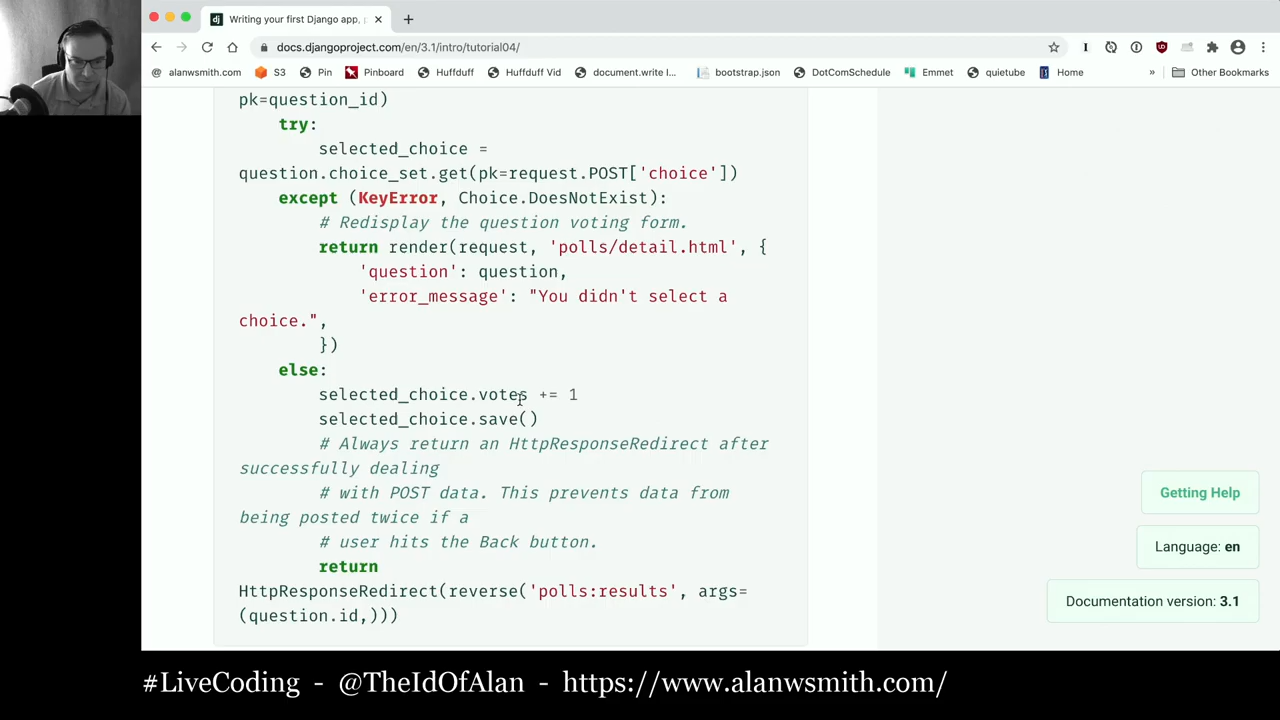 Writing your first Django app, p
docs.djangoproject.com/en/3.1/intro/tutorial04/
alanwsmith.com S3 Pin Pinboard Huffduff Huffduff Vid document.write l... bootstrap.json DotComSchedule Emmet quietube Home » Other Bookmarks
pk=question_id)
try:
selected_choice =
question.choice_set.get(pk=request.POST['choice'])
except (KeyError, Choice.DoesNotExist):
# Redisplay the question voting form.
return render(request, 'polls/detail.html', {
'question': question,
'error_message': "You didn't select a
choice.",
})
else:
selected_choice.votes += 1
selected_choice.save()
# Always return an HttpResponseRedirect after
successfully dealing
# with POST data. This prevents data from
being posted twice if a
# user hits the Back button.
return
HttpResponseRedirect(reverse('polls:results', args=
(question.id,)))
Getting Help
Language: en
Documentation version: 3.1
#LiveCoding - @TheIdOfAlan - https://www.alanwsmith.com/